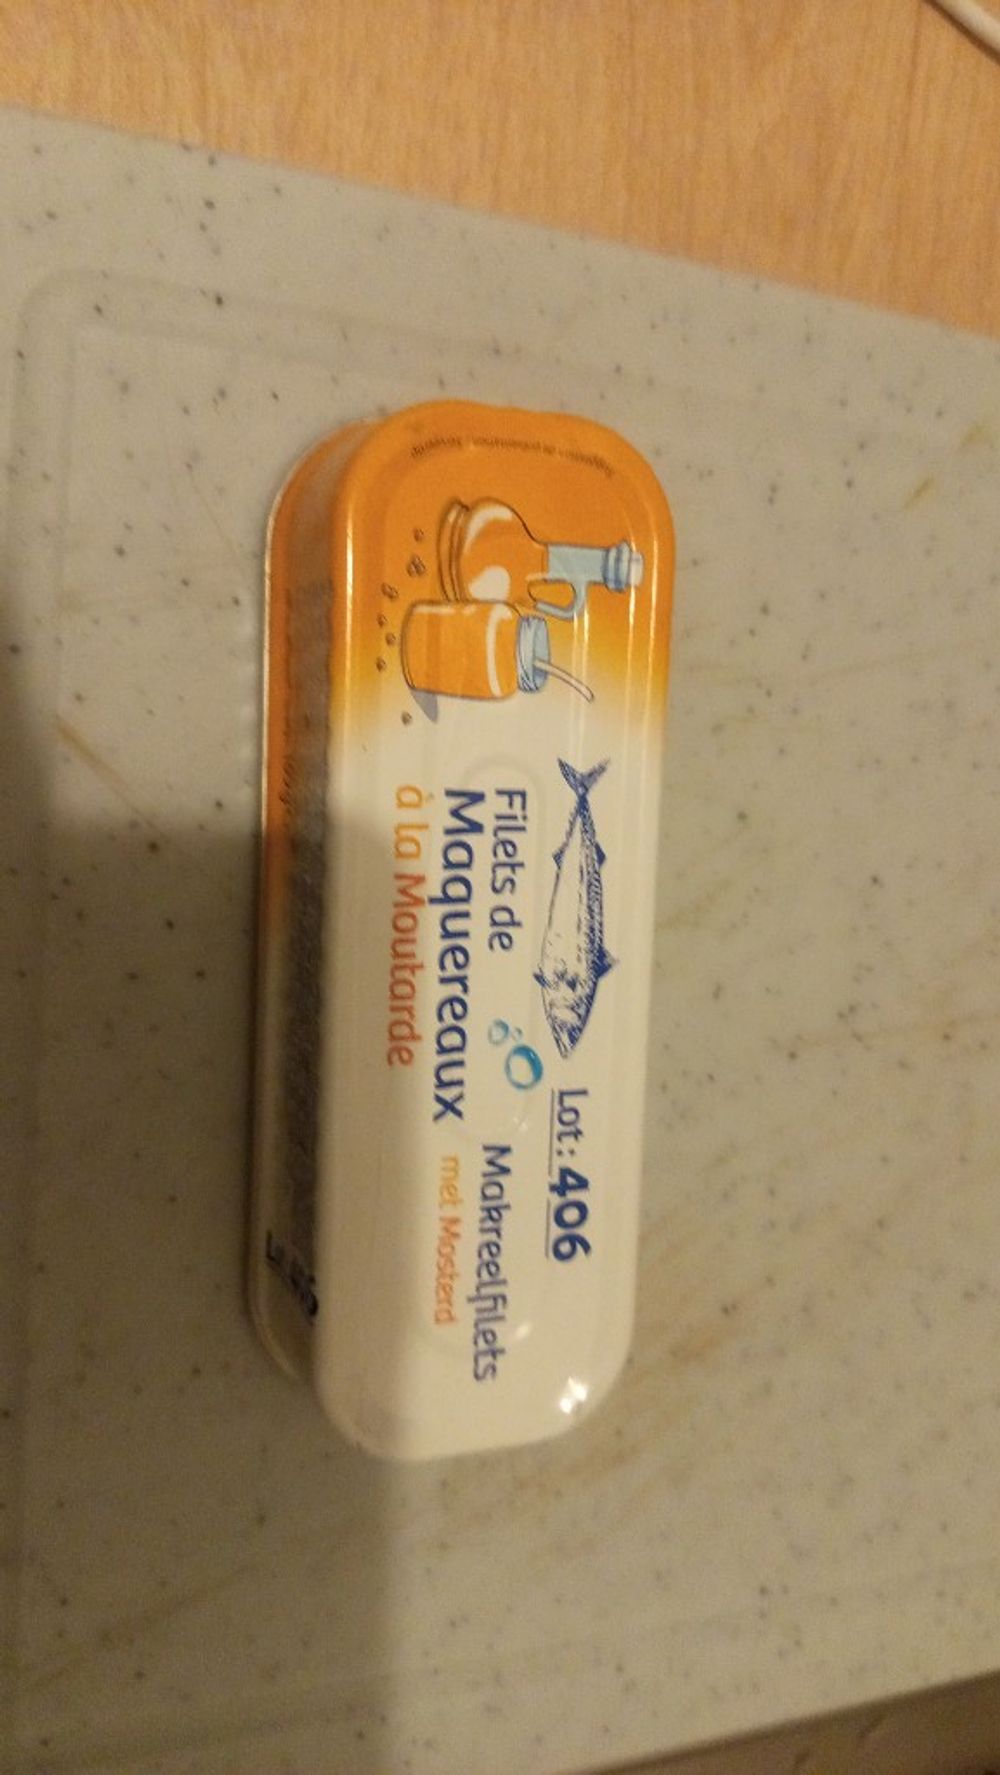 Lot: 406
Filets de
Maquereaux
à la Moutarde
Makreelfilets
met Mosterd